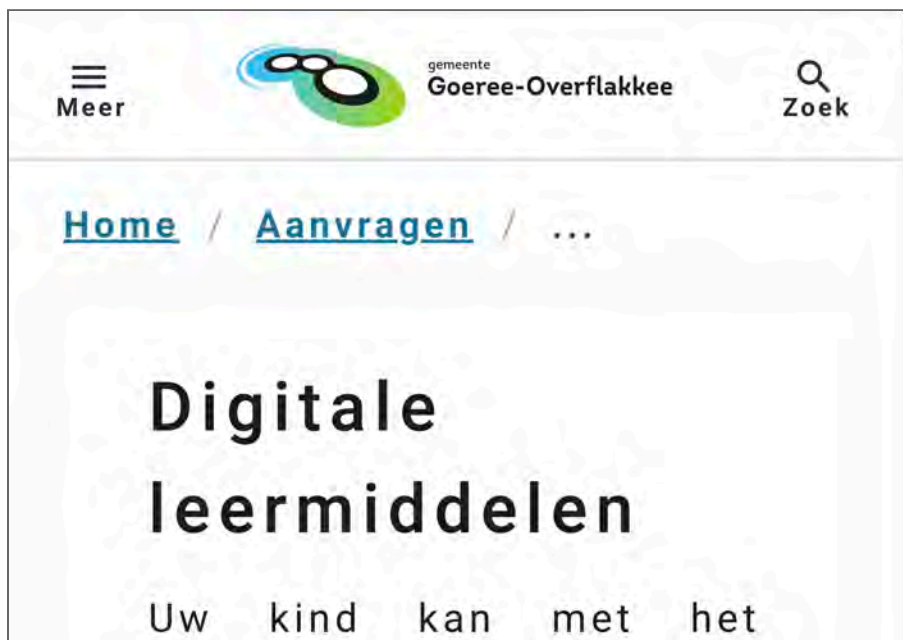 Meer
gemeente
Goeree-Overflakkee
Zoek
Home / Aanvragen / ...
Digitale
leermiddelen
Uw kind kan met het